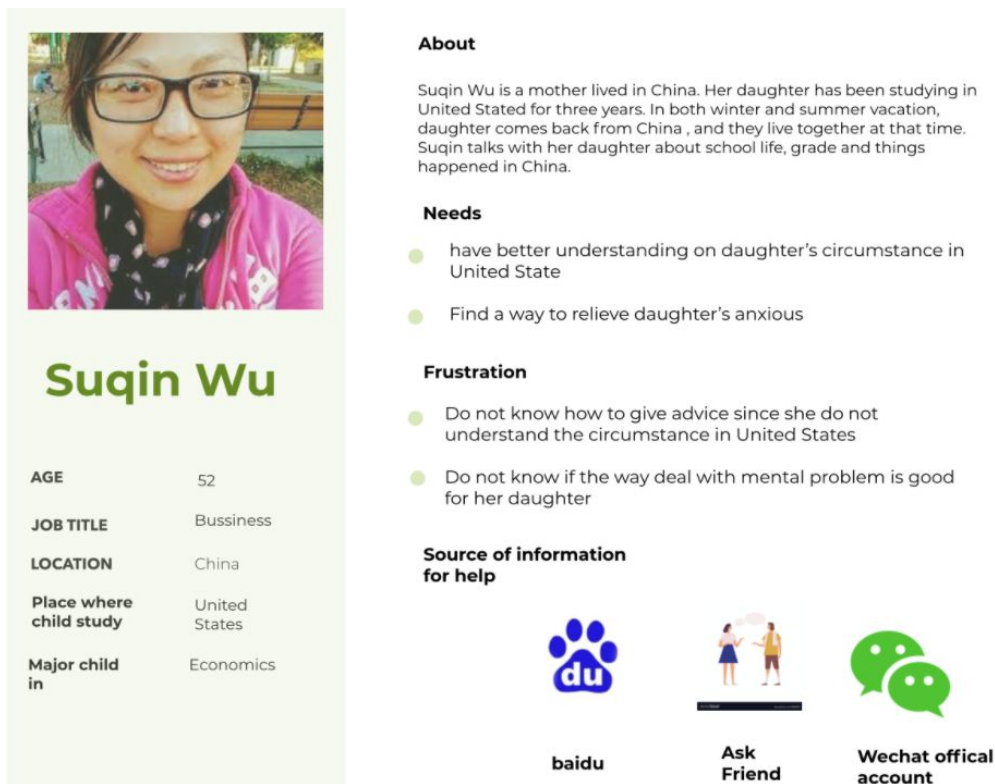 Suqin Wu
AGE
52
JOB TITLE
Bussiness
LOCATION
China
Place where
child study
United
States
Major child
in
Economics
About
Suqin Wu is a mother lived in China. Her daughter has been studying in
United Stated for three years. In both winter and summer vacation,
daughter comes back from China , and they live together at that time.
Suqin talks with her daughter about school life, grade and things
happened in China.
Needs
have better understanding on daughter’s circumstance in
United State
Find a way to relieve daughter’s anxious
Frustration
Do not know how to give advice since she do not
understand the circumstance in United States
Do not know if the way deal with mental problem is good
for her daughter
Source of information
for help
du
baidu
Ask
Friend
Wechat offical
account